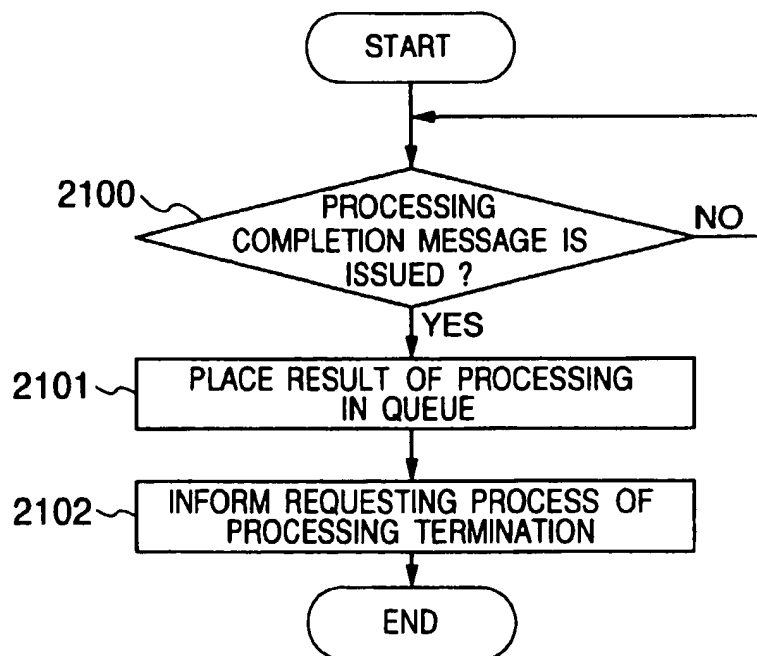 START
2100
PROCESSING
COMPLETION MESSAGE IS
ISSUED ?
NO
YES
2101
PLACE RESULT OF PROCESSING
IN QUEUE
2102
INFORM REQUESTING PROCESS OF
PROCESSING TERMINATION
END